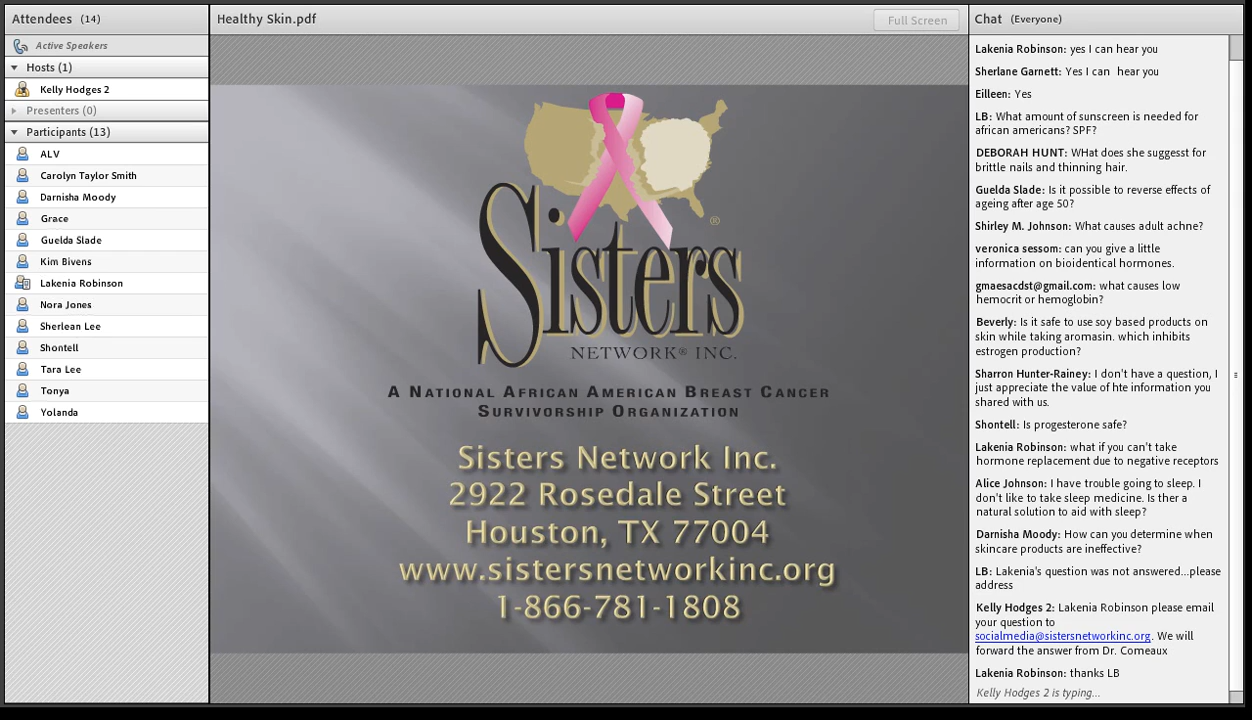 Attendees (14)
Active Speakers
Hosts (1)
Kelly Hodges 2
Presenters (0)
Participants (13)
ALV
Carolyn Taylor Smith
Darnisha Moody
Grace
Guelda Slade
Kim Bivens
Lakenia Robinson
Nora Jones
Sherlean Lee
Shontell
Tara Lee
Tonya
Yolanda
Healthy Skin.pdf
Full Screen
Sisters
®
NETWORK® INC.
A NATIONAL AFRICAN AMERICAN BREAST CANCER
SURVIVORSHIP ORGANIZATION
Sisters Network Inc.
2922 Rosedale Street
Houston, TX 77004
www.sistersnetworkinc.org
1-866-781-1808
Chat (Everyone)
Lakenia Robinson: yes I can hear you
Sherlane Garnett: Yes I can hear you
Eilleen: Yes
LB: What amount of sunscreen is needed for
african americans? SPF?
DEBORAH HUNT: WHat does she suggesst for
brittle nails and thinning hair.
Guelda Slade: Is it possible to reverse effects of
ageing after age 50?
Shirley M. Johnson: What causes adult achne?
veronica sessom: can you give a little
information on bioidentical hormones.
gmaesacdst@gmail.com: what causes low
hemocrit or hemoglobin?
Beverly: Is it safe to use soy based products on
skin while taking aromasin. which inhibits
estrogen production?
Sharron Hunter-Rainey: I don't have a question, I
just appreciate the value of hte information you
shared with us.
Shontell: Is progesterone safe?
Lakenia Robinson: what if you can't take
hormone replacement due to negative receptors
Alice Johnson: I have trouble going to sleep. I
don't like to take sleep medicine. Is ther a
natural solution to aid with sleep?
Darnisha Moody: How can you determine when
skincare products are ineffective?
LB: Lakenia's question was not answered...please
address
Kelly Hodges 2: Lakenia Robinson please email
your question to
socialmedia@sistersnetworkinc.org. We will
forward the answer from Dr. Comeaux
Lakenia Robinson: thanks LB
Kelly Hodges 2 is typing...